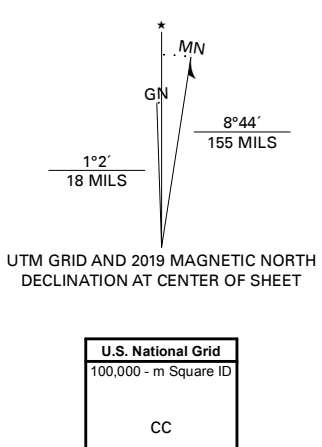 ★
MN
GN
8°44´
155 MILS
1°2´
18 MILS
UTM GRID AND 2019 MAGNETIC NORTH
DECLINATION AT CENTER OF SHEET
U.S. National Grid
100,000 - m Square ID
CC